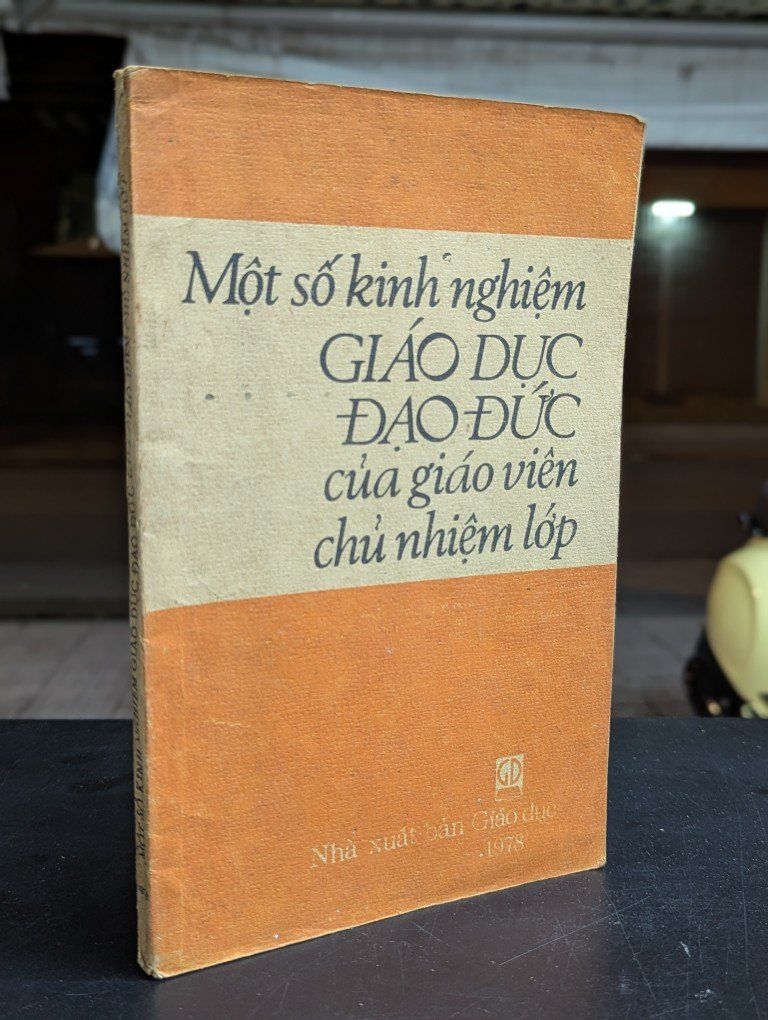 Một số kinh nghiệm
GIÁO DỤC
ĐẠO ĐỨC
của giáo viên
chủ nhiệm lớp
GD
Nhà xuất bản Giáo dục
1978